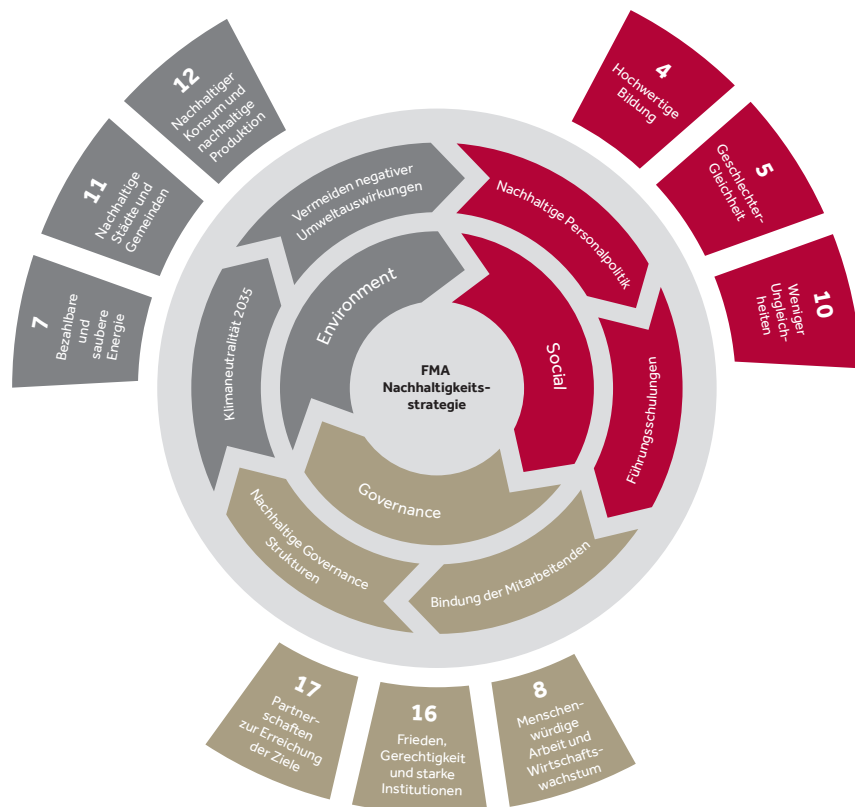 12
Nachhaltiger
Konsum und
nachhaltige
Produktion
11
Nachhaltige
Städte und
Gemeinden
7
Bezahlbare
und
saubere
Energie
4
Hochwertige
Bildung
5
Geschlechter-
Gleichheit
10
Weniger
Ungleich-
heiten
Vermeiden negativer
Umweltauswirkungen
Nachhaltige Personalpolitik
Klimaneutralität 2035
Führungsschulungen
Environment
Social
FMA
Nachhaltigkeits-
strategie
Governance
Nachhaltige Governance
Strukturen
Bindung der Mitarbeitenden
17
Partner-
schaften
zur Erreichung
der Ziele
16
Frieden,
Gerechtigkeit
und starke
Institutionen
8
Menschen-
würdige
Arbeit und
Wirtschafts-
wachstum